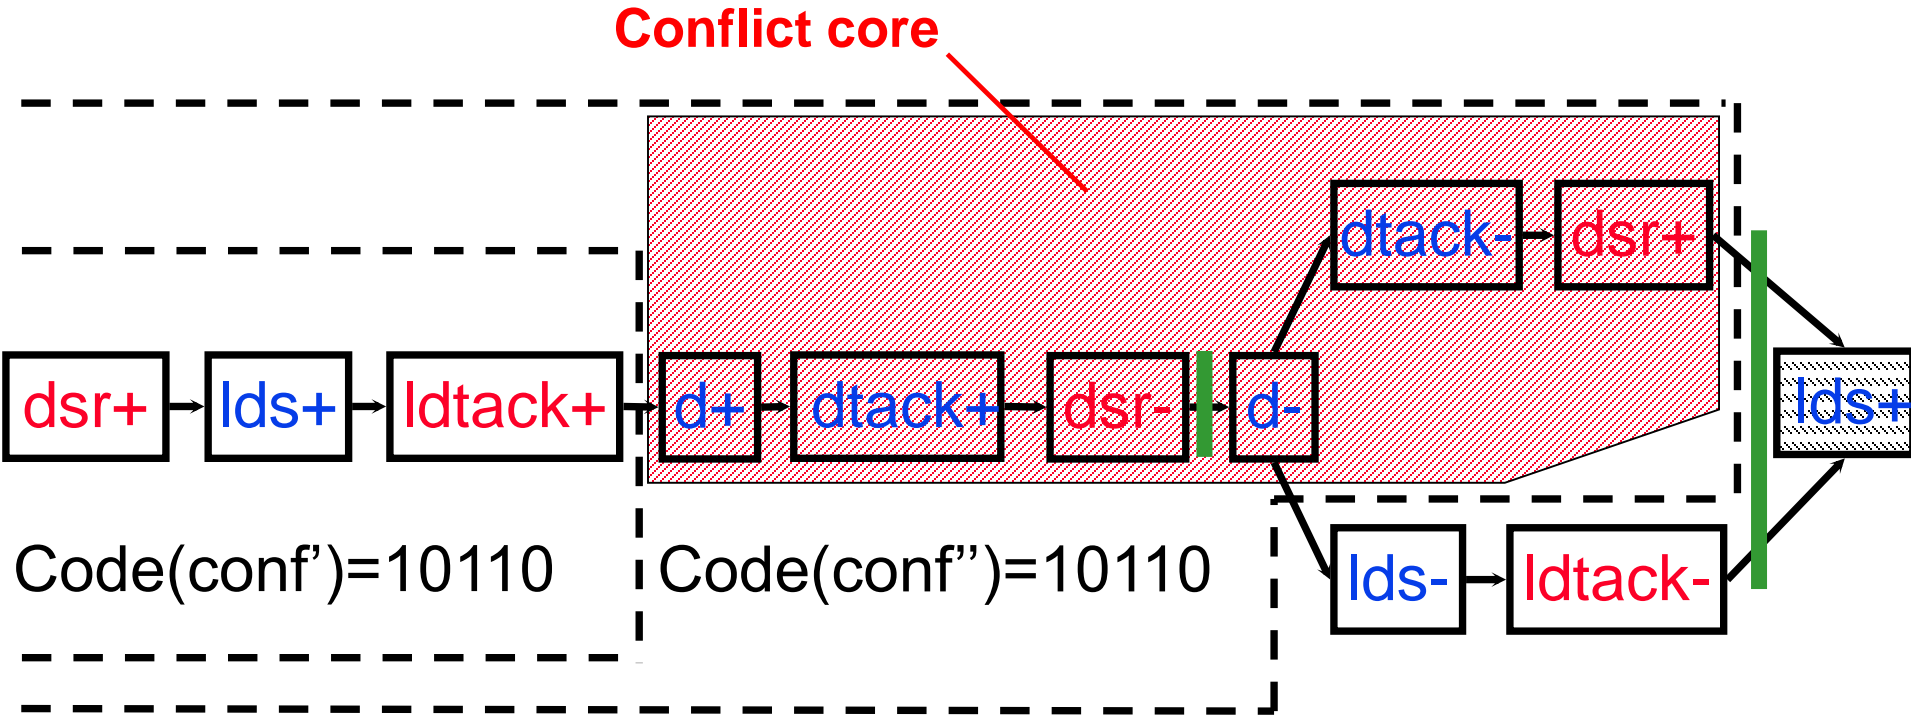 Conflict core
dtack- dsr+
dsr+ lds+ ldtack+ d+ dtack+ dsr- d- lds+
Code(conf’)=10110 Code(conf’’)=10110
lds- ldtack-